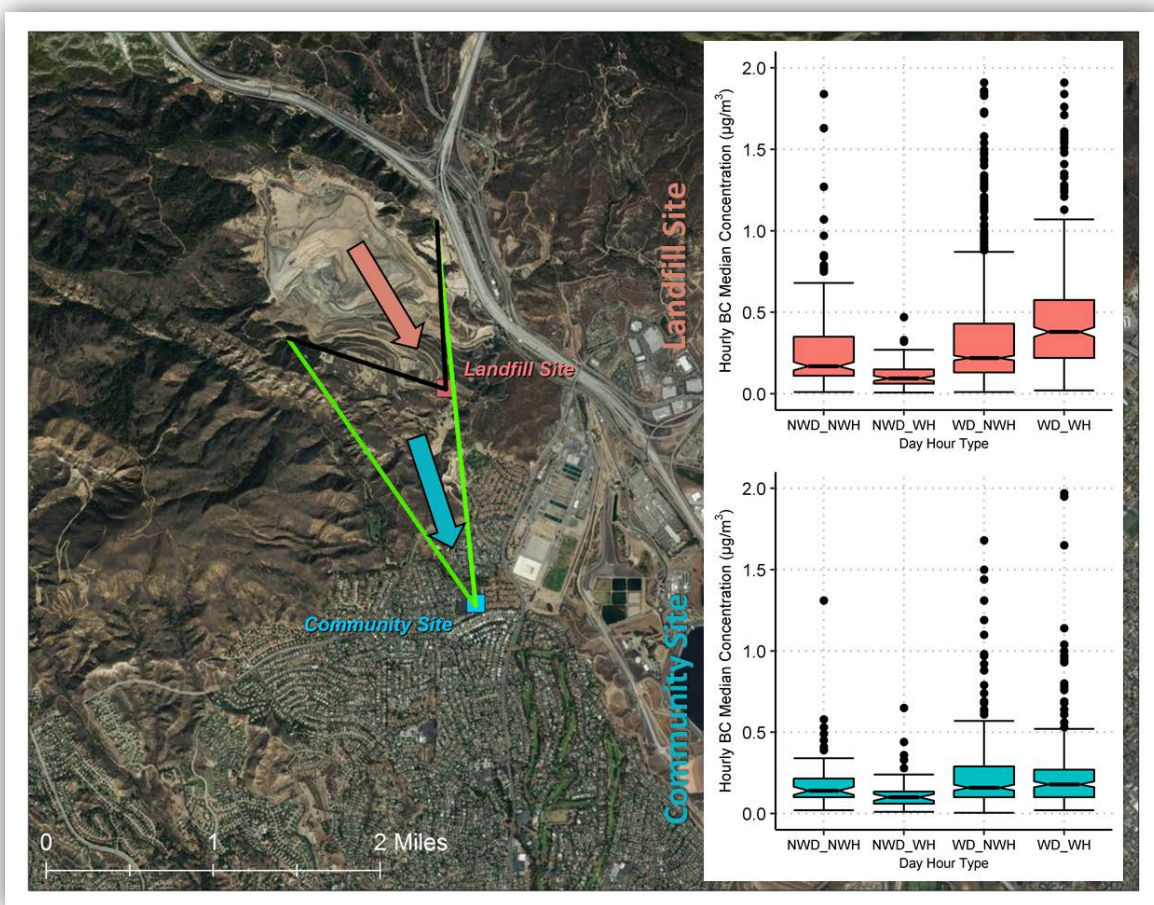 Landfill Site
Community Site
0 1 2 Miles
Landfill Site
Hourly BC Median Concentration (µg/m³)
2.0
1.5
1.0
0.5
0.0
NWD_NWH NWD_WH WD_NWH WD_WH
Day Hour Type
Community Site
Hourly BC Median Concentration (µg/m³)
2.0
1.5
1.0
0.5
0.0
NWD_NWH NWD_WH WD_NWH WD_WH
Day Hour Type